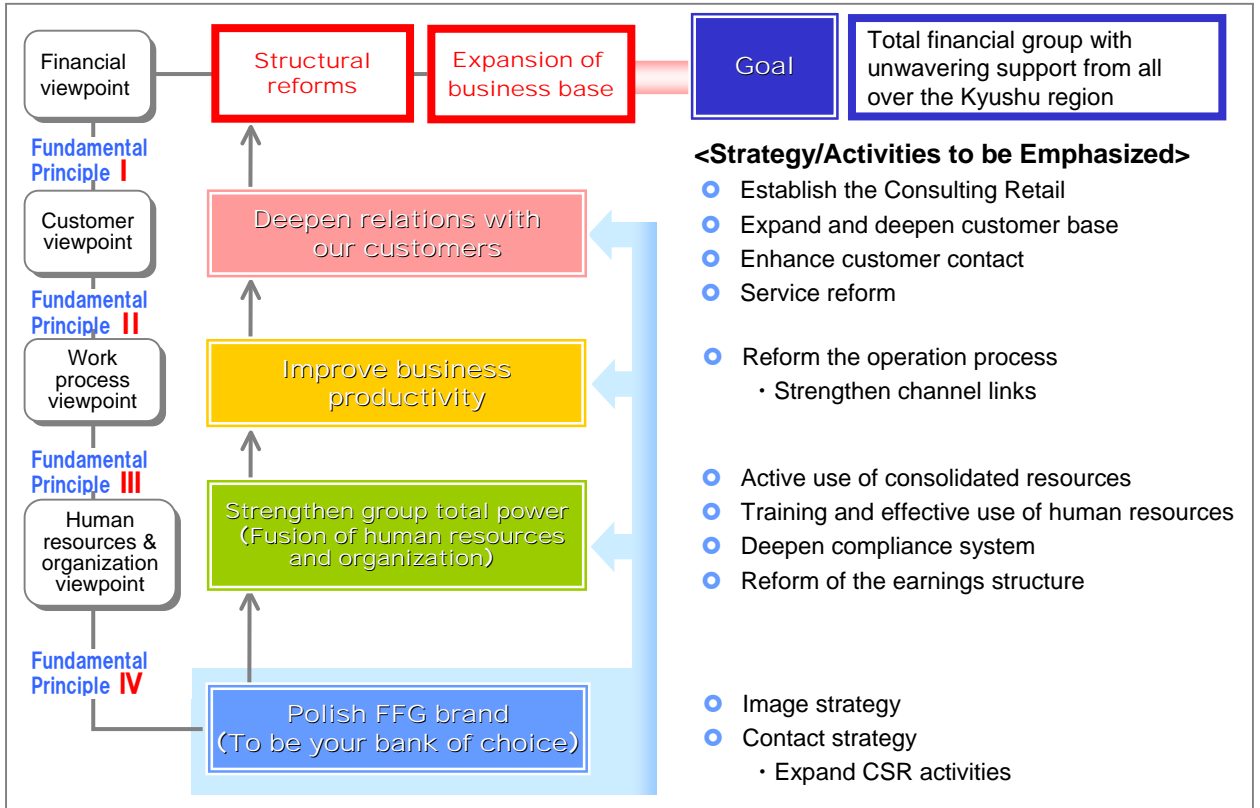 Financial
viewpoint
Structural
reforms
Expansion of
business base
Goal
Total financial group with
unwavering support from all
over the Kyushu region
Fundamental
Principle I
<Strategy/Activities to be Emphasized>
Customer
viewpoint
Deepen relations with
our customers
Establish the Consulting Retail
Expand and deepen customer base
Enhance customer contact
Service reform
Fundamental
Principle II
Work
process
viewpoint
Improve business
productivity
Reform the operation process
・Strengthen channel links
Fundamental
Principle III
Human
resources &
organization
viewpoint
Strengthen group total power
(Fusion of human resources
and organization)
Active use of consolidated resources
Training and effective use of human resources
Deepen compliance system
Reform of the earnings structure
Fundamental
Principle IV
Polish FFG brand
(To be your bank of choice)
Image strategy
Contact strategy
・Expand CSR activities